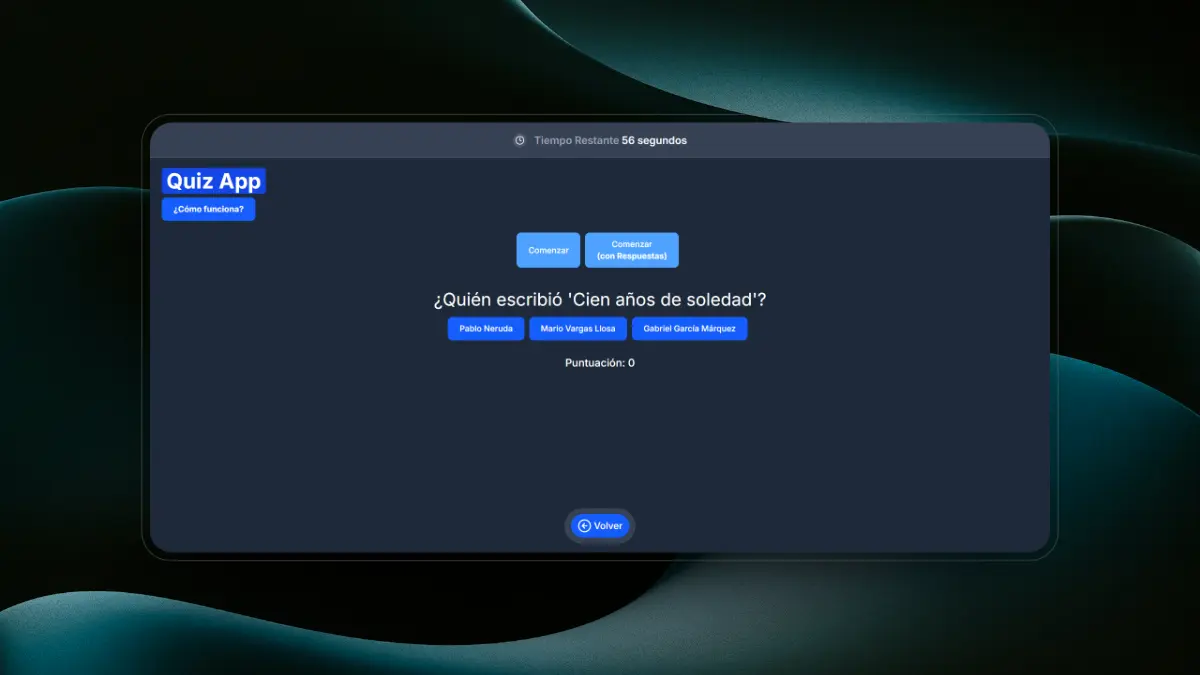 Tiempo Restante 56 segundos
Quiz App
¿Cómo funciona?
Comenzar
Comenzar
(con Respuestas)
¿Quién escribió 'Cien años de soledad'?
Pablo Neruda
Mario Vargas Llosa
Gabriel García Márquez
Puntuación: 0
Volver